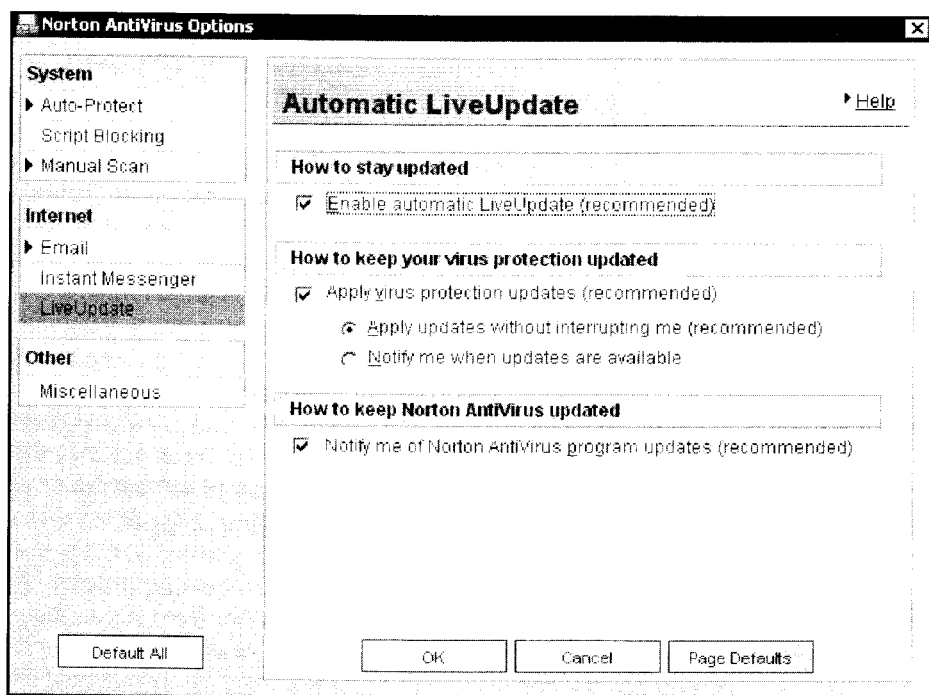 Norton AntiVirus Options
System
Auto-Protect
Script Blocking
Manual Scan
Internet
Email
Instant Messenger
LiveUpdate
Other
Miscellaneous
Default All
Automatic LiveUpdate
Help
How to stay updated
Enable automatic LiveUpdate (recommended)
How to keep your virus protection updated
Apply virus protection updates (recommended)
Apply updates without interrupting me (recommended)
Notify me when updates are available
How to keep Norton AntiVirus updated
Notify me of Norton AntiVirus program updates (recommended)
OK
Cancel
Page Defaults